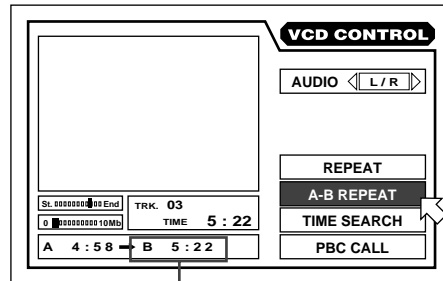 VCD CONTROL
AUDIO L / R
REPEAT
A-B REPEAT
TIME SEARCH
PBC CALL
St. End
0 10Mb
TRK. 03
TIME 5 : 22
A 4 : 58 B 5 : 22